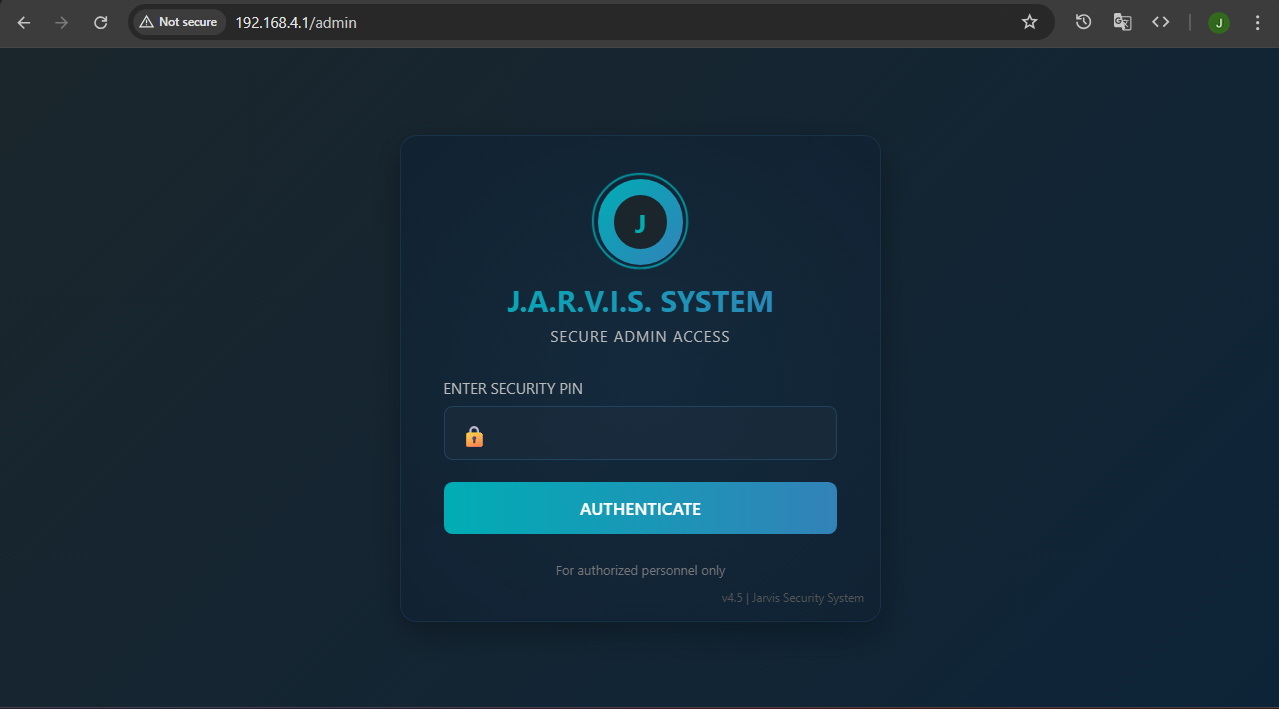 Not secure 192.168.4.1/admin J
J
J.A.R.V.I.S. SYSTEM
SECURE ADMIN ACCESS
ENTER SECURITY PIN
AUTHENTICATE
For authorized personnel only
v4.5 | Jarvis Security System